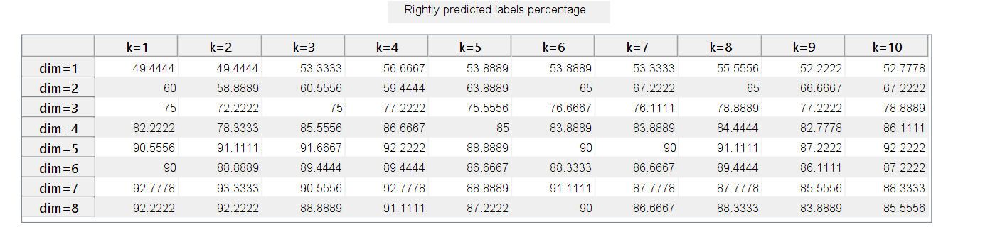 Rightly predicted labels percentage
k=1 k=2 k=3 k=4 k=5 k=6 k=7 k=8 k=9 k=10
dim=1 49.4444 49.4444 53.3333 56.6667 53.8889 53.8889 53.3333 55.5556 52.2222 52.7778
dim=2 60 58.8889 60.5556 59.4444 63.8889 65 67.2222 65 66.6667 67.2222
dim=3 75 72.2222 75 77.2222 75.5556 76.6667 76.1111 78.8889 77.2222 78.8889
dim=4 82.2222 78.3333 85.5556 86.6667 85 83.8889 83.8889 84.4444 82.7778 86.1111
dim=5 90.5556 91.1111 91.6667 92.2222 88.8889 90 90 91.1111 87.2222 92.2222
dim=6 90 88.8889 89.4444 89.4444 86.6667 88.3333 86.6667 89.4444 86.1111 87.2222
dim=7 92.7778 93.3333 90.5556 92.7778 88.8889 91.1111 87.7778 87.7778 85.5556 88.3333
dim=8 92.2222 92.2222 88.8889 91.1111 87.2222 90 86.6667 88.3333 83.8889 85.5556